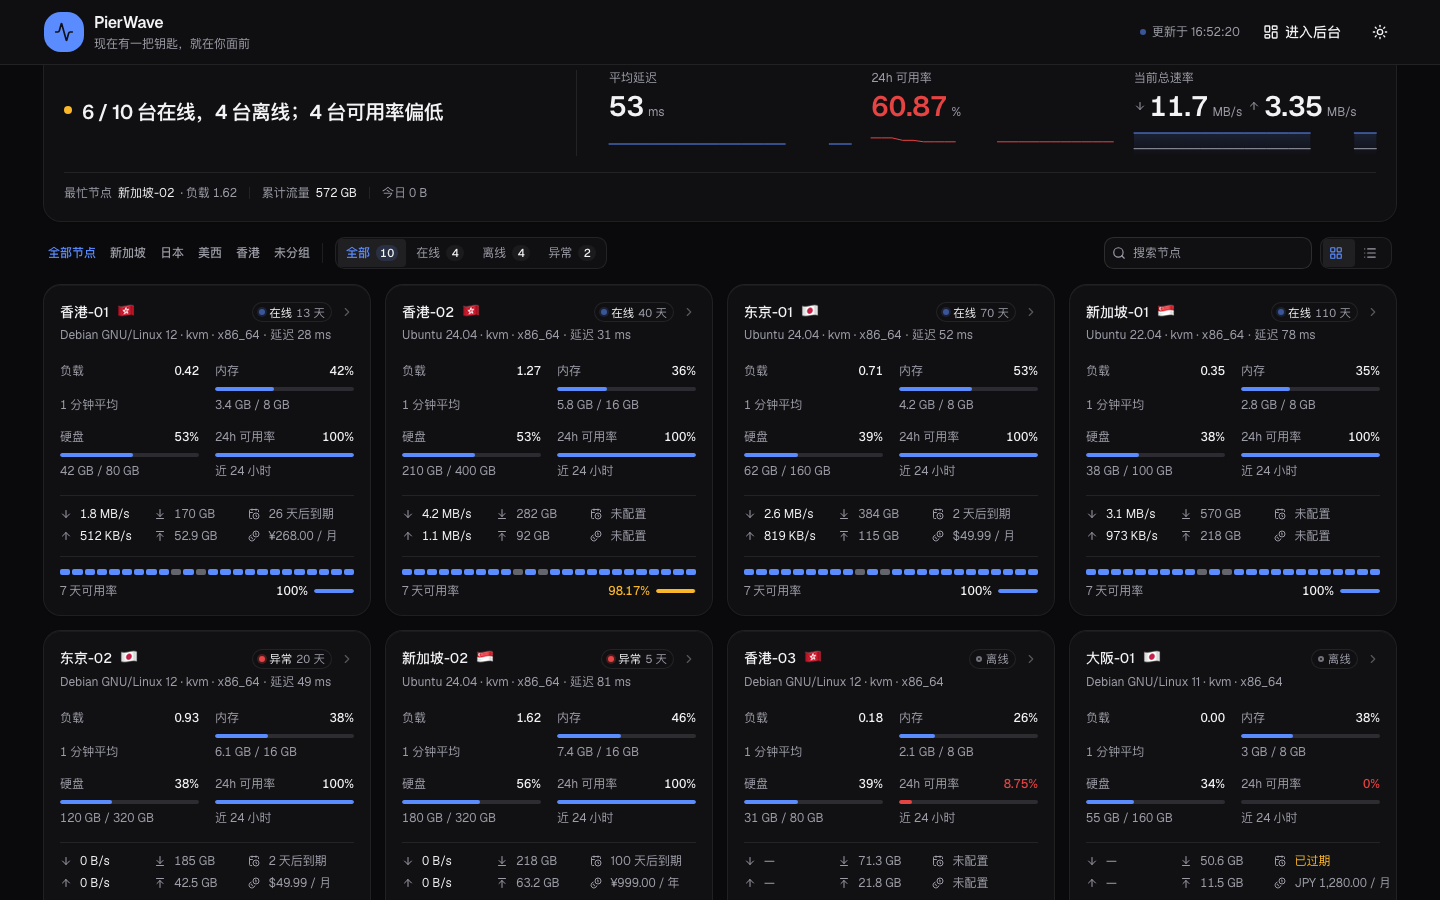 PierWave
现在有一把钥匙，就在你面前
更新于 16:52:20
进入后台
6 / 10 台在线，4 台离线；4 台可用率偏低
平均延迟
53 ms
24h 可用率
60.87 %
当前总速率
11.7 MB/s 3.35 MB/s
最忙节点 新加坡-02 · 负载 1.62 累计流量 572 GB 今日 0 B
全部节点 新加坡 日本 美西 香港 未分组 全部 10 在线 4 离线 4 异常 2 搜索节点
香港-01 在线 13 天
Debian GNU/Linux 12 · kvm · x86_64 · 延迟 28 ms
负载 0.42 内存 42%
1 分钟平均 3.4 GB / 8 GB
硬盘 53% 24h 可用率 100%
42 GB / 80 GB 近 24 小时
1.8 MB/s 170 GB 26 天后到期
512 KB/s 52.9 GB ¥268.00 / 月
7 天可用率 100%
香港-02 在线 40 天
Ubuntu 24.04 · kvm · x86_64 · 延迟 31 ms
负载 1.27 内存 36%
1 分钟平均 5.8 GB / 16 GB
硬盘 53% 24h 可用率 100%
210 GB / 400 GB 近 24 小时
4.2 MB/s 282 GB 未配置
1.1 MB/s 92 GB 未配置
7 天可用率 98.17%
东京-01 在线 70 天
Ubuntu 24.04 · kvm · x86_64 · 延迟 52 ms
负载 0.71 内存 53%
1 分钟平均 4.2 GB / 8 GB
硬盘 39% 24h 可用率 100%
62 GB / 160 GB 近 24 小时
2.6 MB/s 384 GB 2 天后到期
819 KB/s 115 GB $49.99 / 月
7 天可用率 100%
新加坡-01 在线 110 天
Ubuntu 22.04 · kvm · x86_64 · 延迟 78 ms
负载 0.35 内存 35%
1 分钟平均 2.8 GB / 8 GB
硬盘 38% 24h 可用率 100%
38 GB / 100 GB 近 24 小时
3.1 MB/s 570 GB 未配置
973 KB/s 218 GB 未配置
7 天可用率 100%
东京-02 异常 20 天
Debian GNU/Linux 12 · kvm · x86_64 · 延迟 49 ms
负载 0.93 内存 38%
1 分钟平均 6.1 GB / 16 GB
硬盘 38% 24h 可用率 100%
120 GB / 320 GB 近 24 小时
0 B/s 185 GB 2 天后到期
0 B/s 42.5 GB $49.99 / 月
新加坡-02 异常 5 天
Ubuntu 24.04 · kvm · x86_64 · 延迟 81 ms
负载 1.62 内存 46%
1 分钟平均 7.4 GB / 16 GB
硬盘 56% 24h 可用率 100%
180 GB / 320 GB 近 24 小时
0 B/s 218 GB 100 天后到期
0 B/s 63.2 GB ¥999.00 / 年
香港-03 离线
Debian GNU/Linux 12 · kvm · x86_64
负载 0.18 内存 26%
1 分钟平均 2.1 GB / 8 GB
硬盘 39% 24h 可用率 8.75%
31 GB / 80 GB 近 24 小时
— 71.3 GB 未配置
— 21.8 GB 未配置
大阪-01 离线
Debian GNU/Linux 11 · kvm · x86_64
负载 0.00 内存 38%
1 分钟平均 3 GB / 8 GB
硬盘 34% 24h 可用率 0%
55 GB / 160 GB 近 24 小时
— 50.6 GB 已过期
— 11.5 GB JPY 1,280.00 / 月